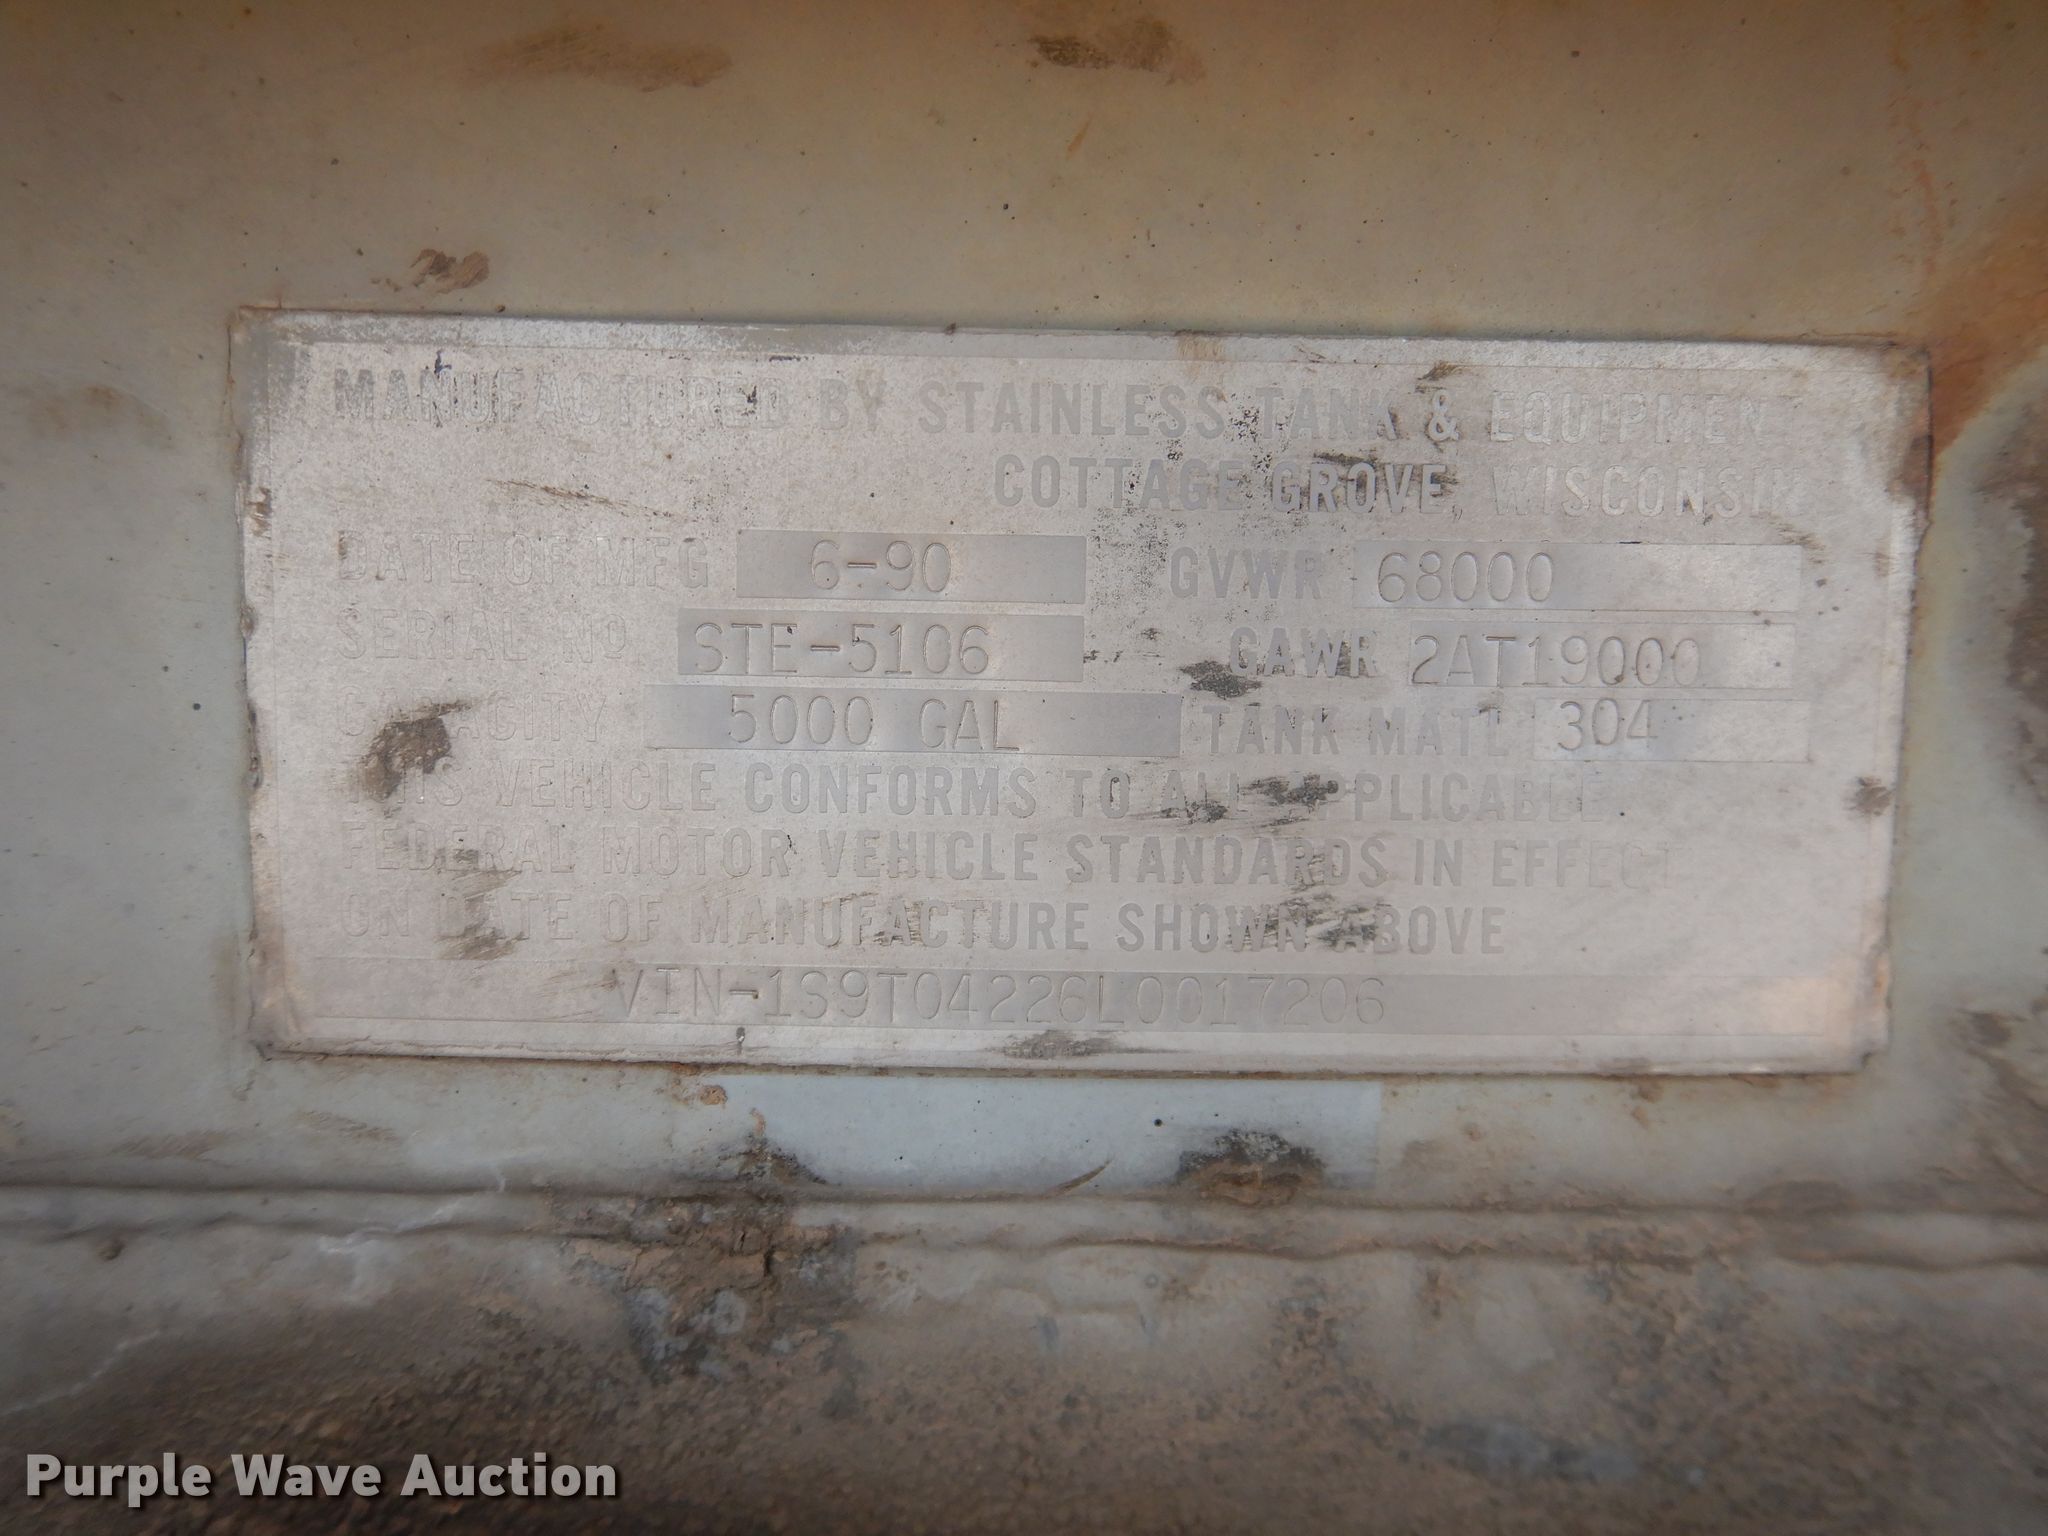 MANUFACTURED BY STAINLESS TANK & EQUIPMENT
COTTAGE GROVE, WISCONSIN
DATE OF MFG 6-90 GVWR 68000
SERIAL NO STE-5106 GAWR 2AT19000
CAPACITY 5000 GAL TANK MATL 304
THIS VEHICLE CONFORMS TO ALL APPLICABLE
FEDERAL MOTOR VEHICLE STANDARDS IN EFFECT
ON DATE OF MANUFACTURE SHOWN ABOVE
VIN-1S9T04226L0017206
Purple Wave Auction